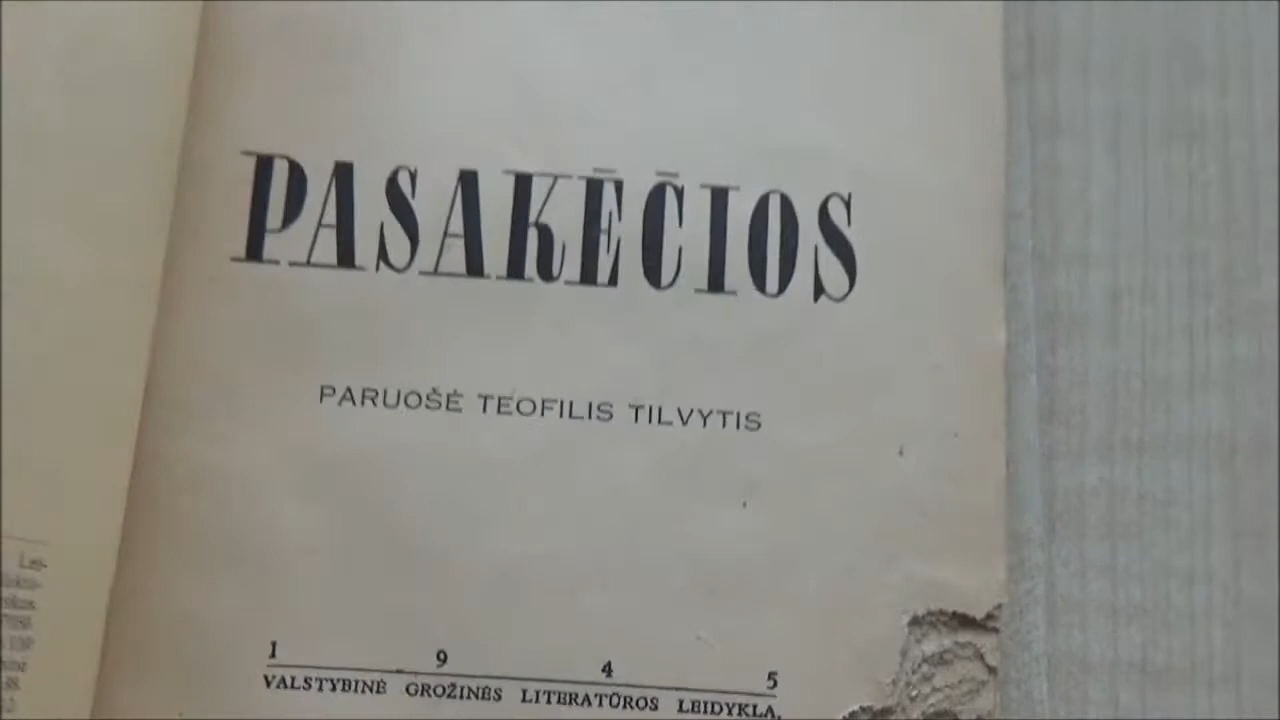 PASAKĖČIOS
PARUOŠĖ TEOFILIS TILVYTIS
1 9 4 5
VALSTYBINĖ GROŽINĖS LITERATŪROS LEIDYKLA,